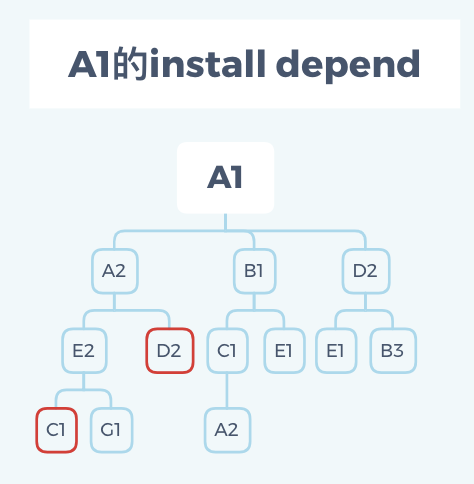 A1的install depend
A1
A2 B1 D2
E2 D2 C1 E1 E1 B3
C1 G1 A2